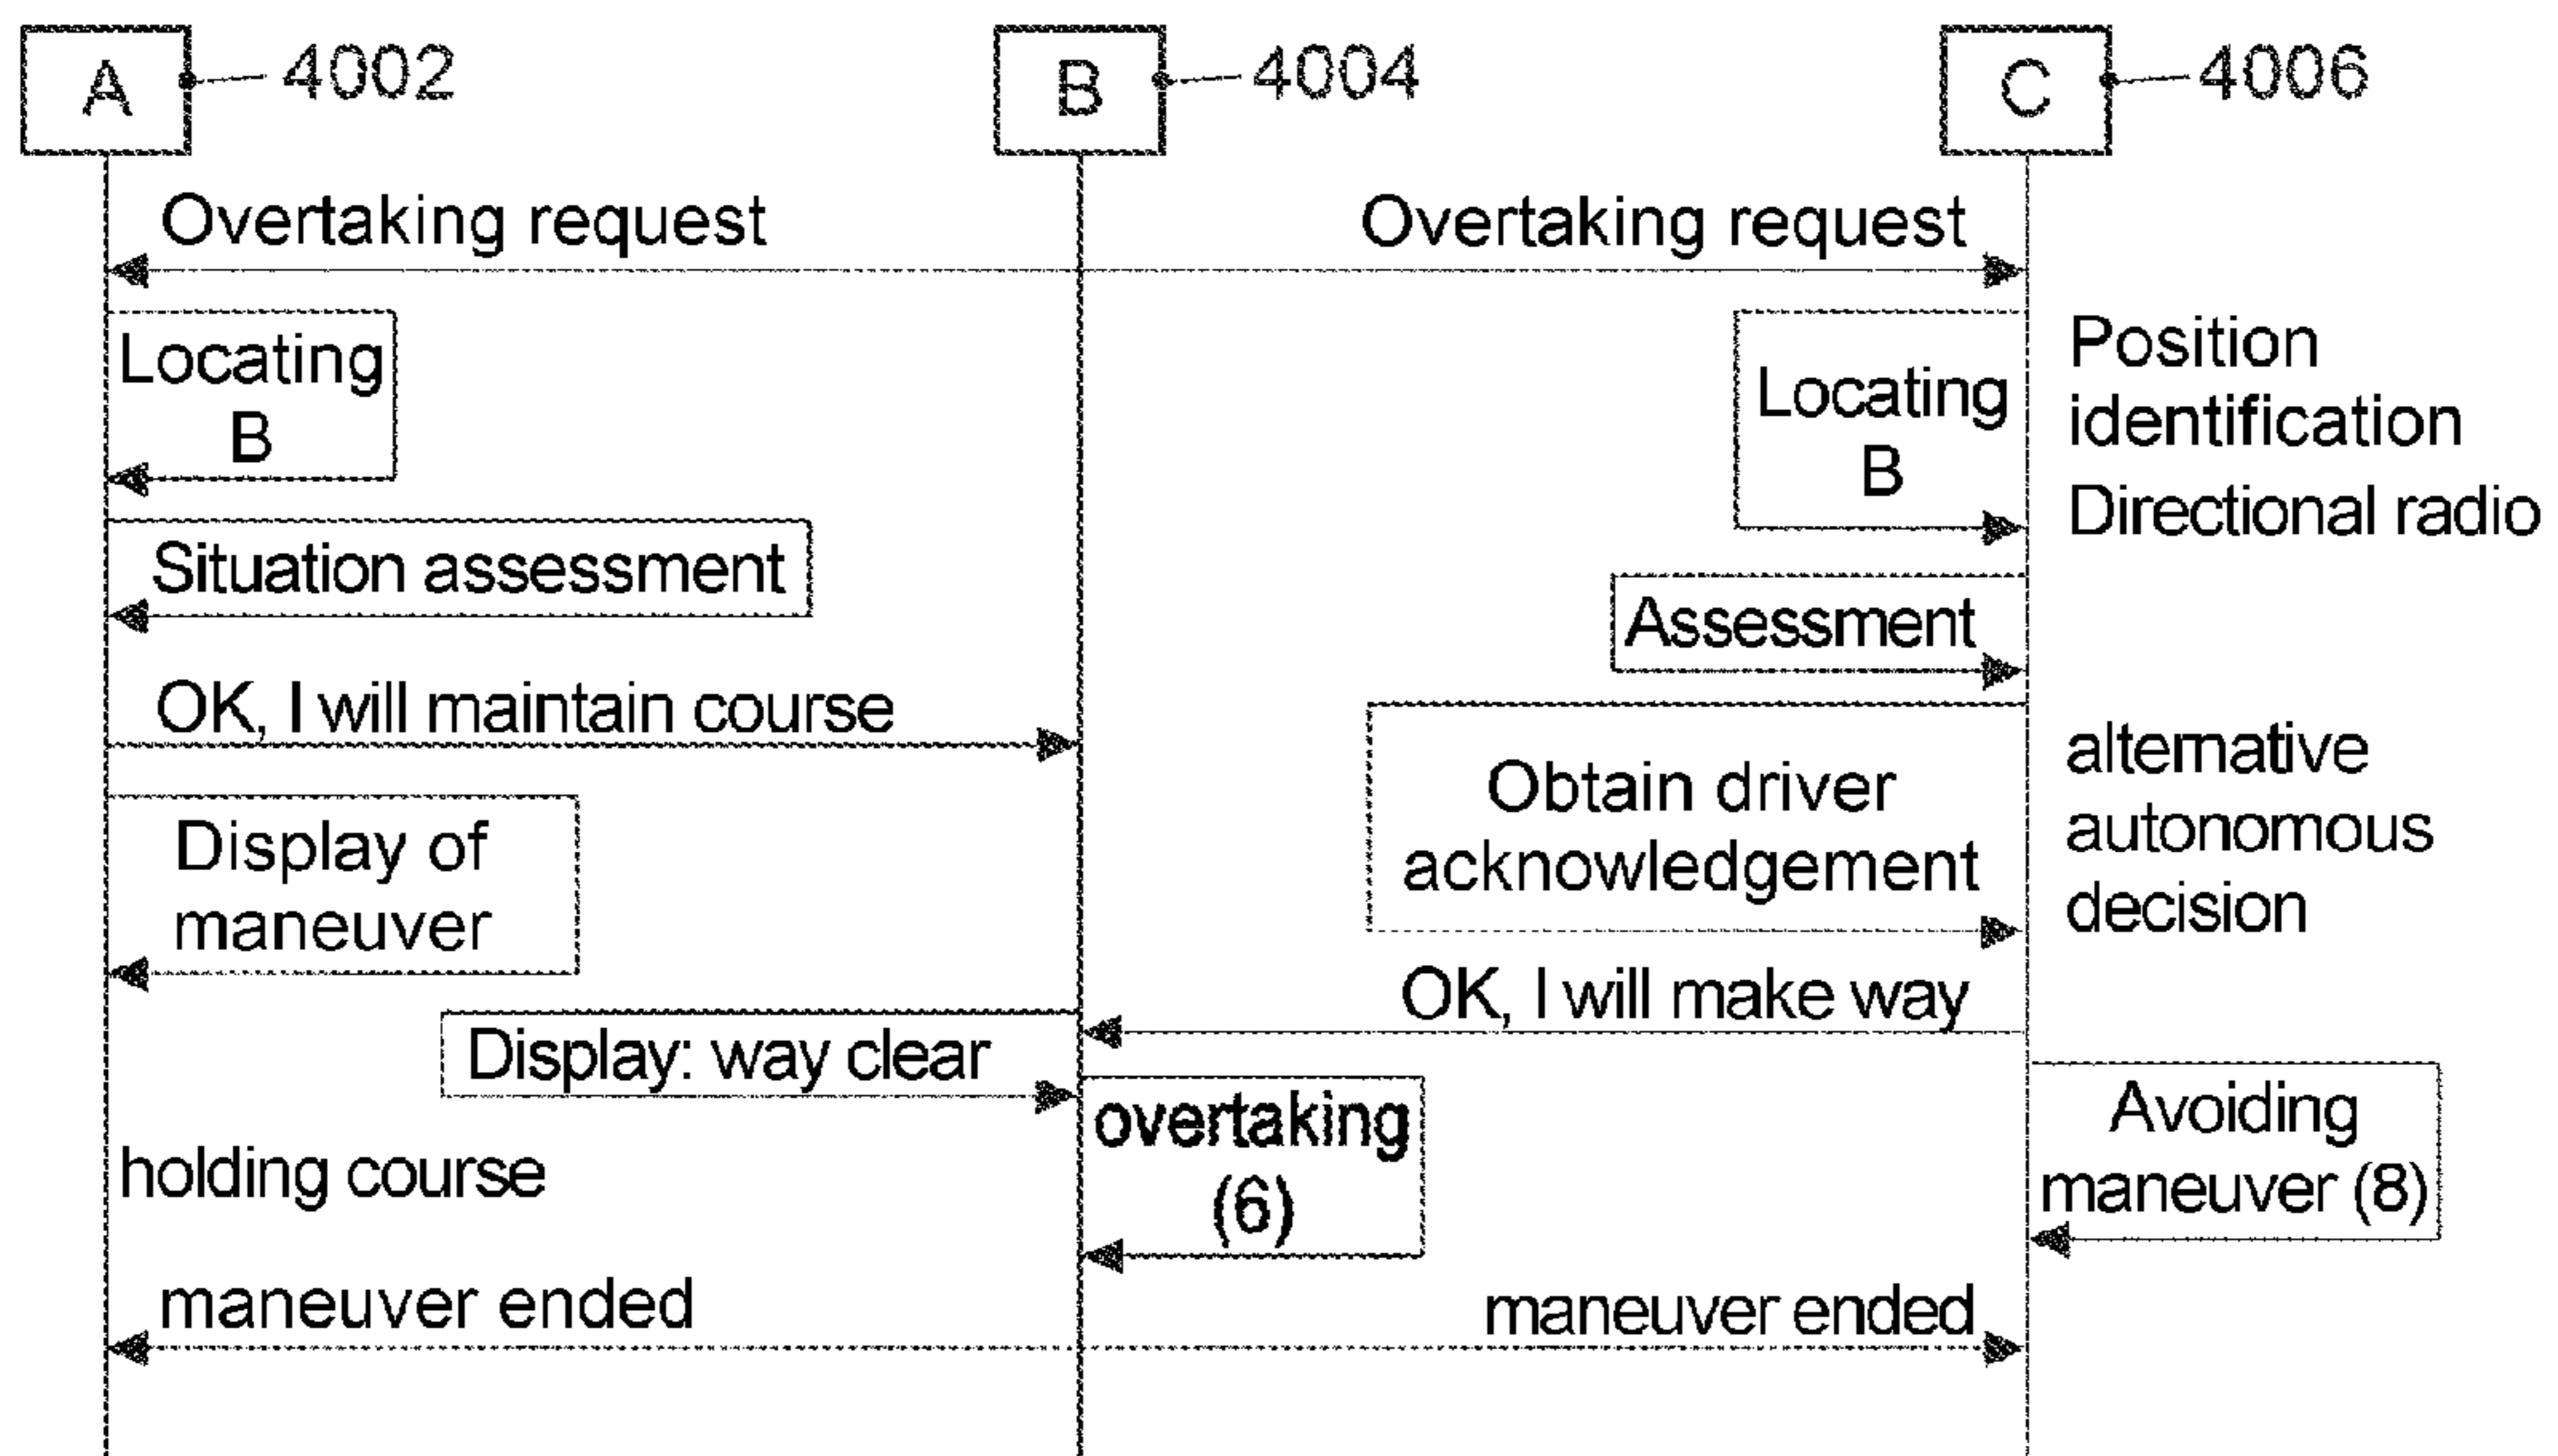 A
4002
B
4004
C
4006
Overtaking request
Overtaking request
Locating
B
Locating
B
Position
identification
Directional radio
Situation assessment
Assessment
OK, I will maintain course
Obtain driver
acknowledgement
alternative
autonomous
decision
Display of
maneuver
OK, I will make way
Display: way clear
overtaking
(6)
Avoiding
maneuver (8)
holding course
maneuver ended
maneuver ended